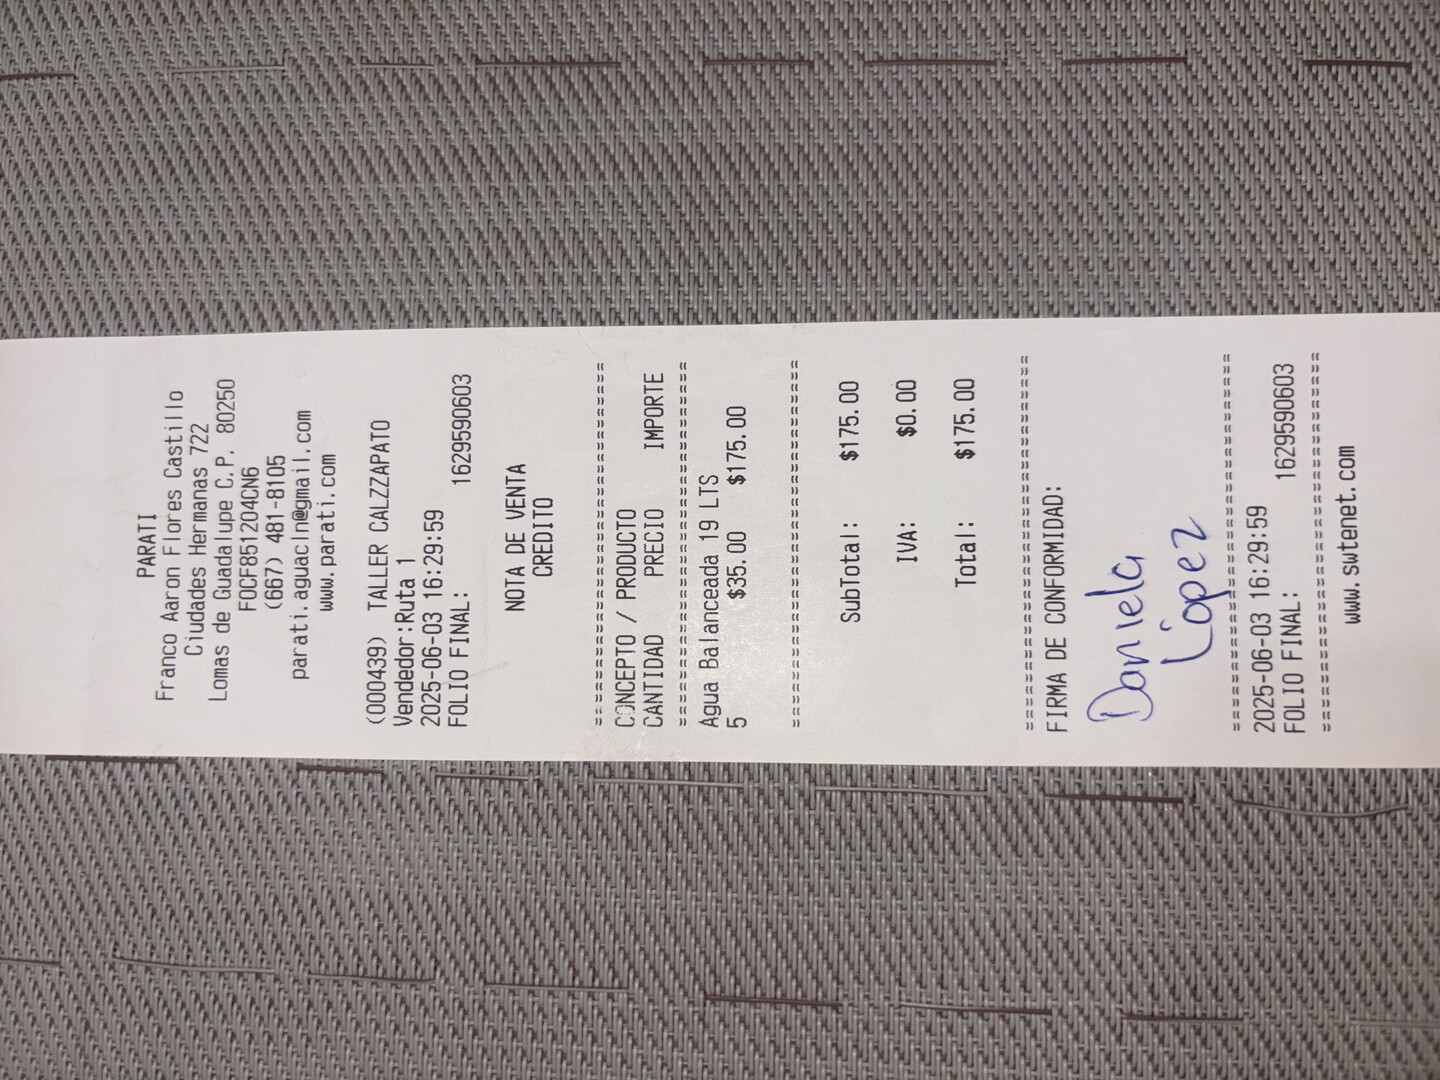 PARATI
Franco Aaron Flores Castillo
Ciudades Hermanas 722
Lomas de Guadalupe C.P. 80250
FOCF851204CN6
(667) 481-8105
parati.aguacln@gmail.com
www.parati.com
(000439) TALLER CALZZAPATO
Vendedor:Ruta 1
2025-06-03 16:29:59
FOLIO FINAL: 1629590603
NOTA DE VENTA
CREDITO
==============================
CONCEPTO / PRODUCTO
CANTIDAD PRECIO IMPORTE
==============================
Agua Balanceada 19 LTS
5 $35.00 $175.00
==============================
SubTotal: $175.00
IVA: $0.00
Total: $175.00
==============================
FIRMA DE CONFORMIDAD:
Daniela
López
==============================
2025-06-03 16:29:59
FOLIO FINAL: 1629590603
==============================
www.swtenet.com